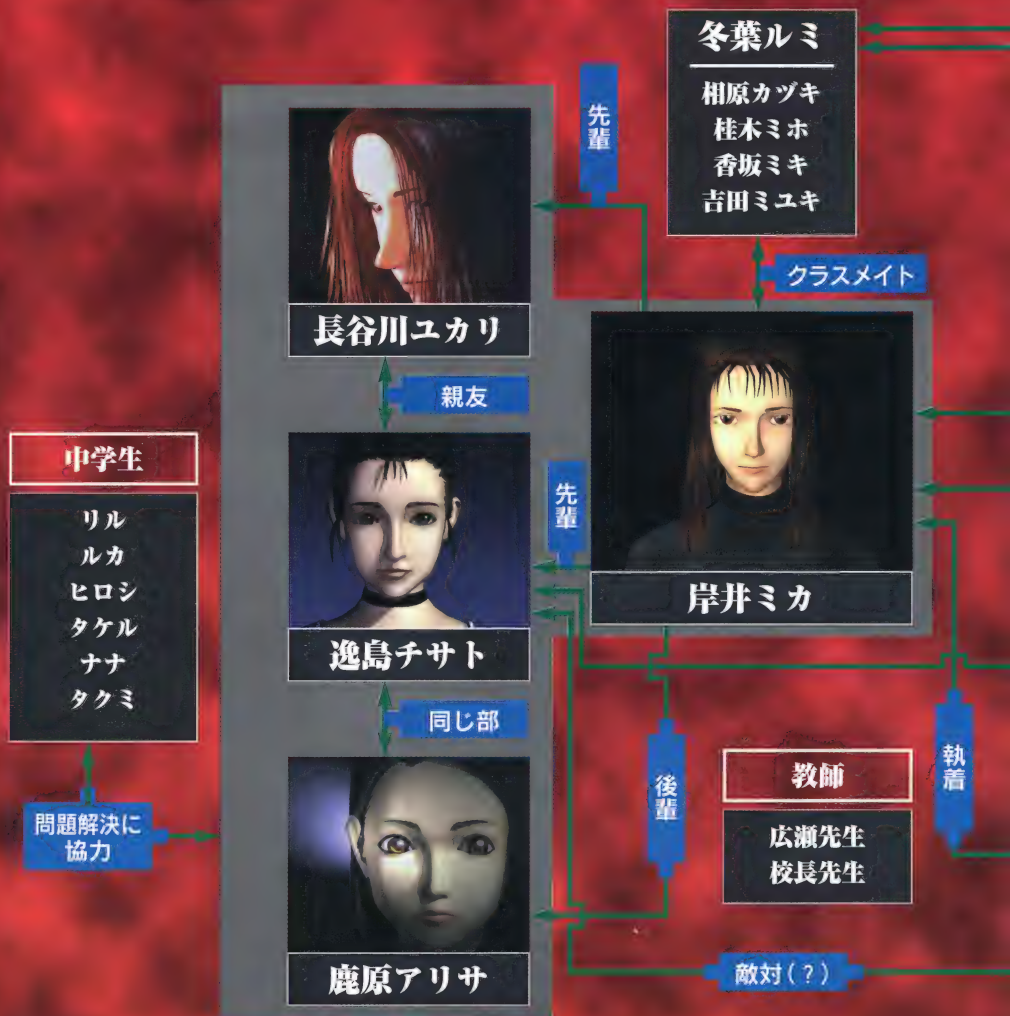 冬葉ルミ
相原カヅキ
桂木ミホ
香坂ミキ
吉田ミユキ
先輩
クラスメイト
長谷川ユカリ
親友
中学生
リル
ルカ
ヒロシ
タケル
ナナ
タクミ
先輩
岸井ミカ
逸島チサト
同じ部
後輩
執着
教師
広瀬先生
校長先生
問題解決に
協力
鹿原アリサ
敵対(?)